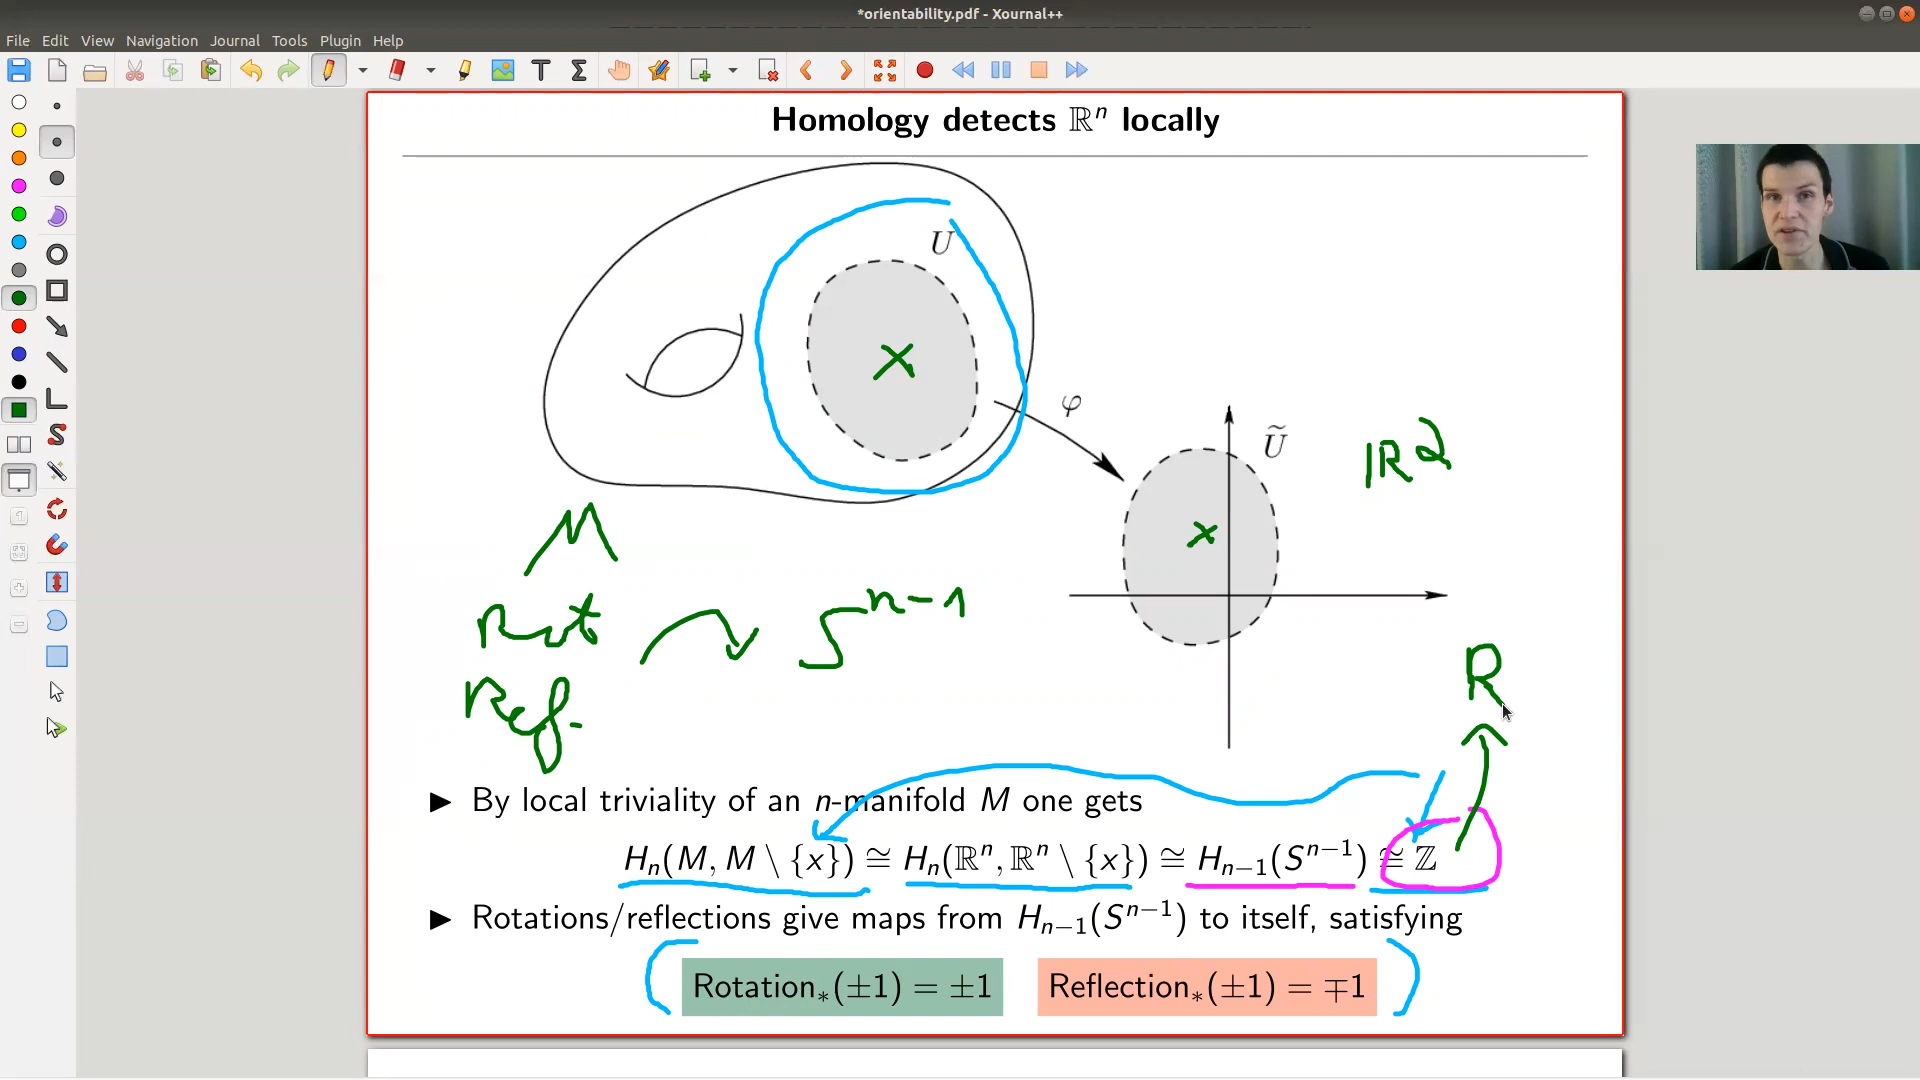 *orientability.pdf - Xournal++
File Edit View Navigation Journal Tools Plugin Help
Homology detects ℝⁿ locally
U
φ
Ũ
ℝ2
M
Rot
S^{n-1}
Ref.
R
▶ By local triviality of an n-manifold M one gets
Hₙ(M, M \ {x}) ≅ Hₙ(ℝⁿ, ℝⁿ \ {x}) ≅ Hₙ₋₁(Sⁿ⁻¹) ≅ ℤ
▶ Rotations/reflections give maps from Hₙ₋₁(Sⁿ⁻¹) to itself, satisfying
Rotation∗(±1) = ±1 Reflection∗(±1) = ∓1